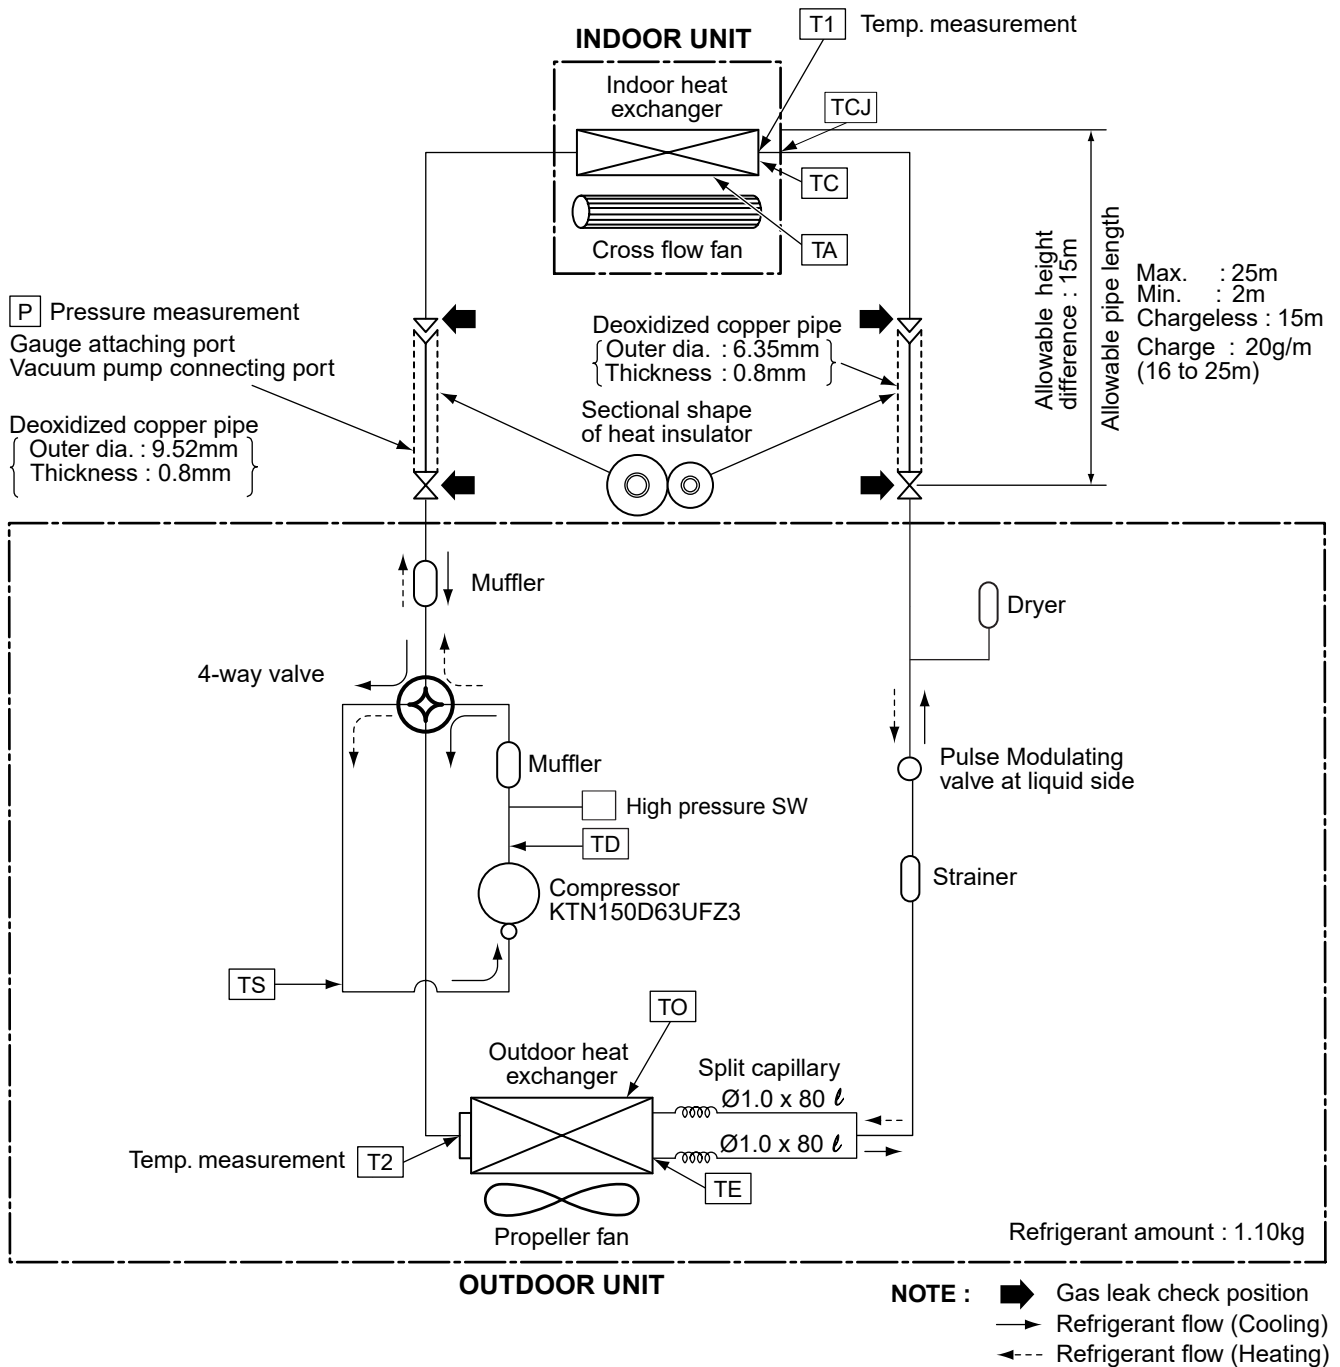 T1 Temp. measurement
INDOOR UNIT
Indoor heat
exchanger
TCJ
TC
Cross flow fan
TA
Allowable height
difference : 15m
Allowable pipe length
Max. : 25m
Min. : 2m
Chargeless : 15m
Charge : 20g/m
(16 to 25m)
P Pressure measurement
Gauge attaching port
Vacuum pump connecting port
Deoxidized copper pipe
Outer dia. : 9.52mm
Thickness : 0.8mm
Deoxidized copper pipe
Outer dia. : 6.35mm
Thickness : 0.8mm
Sectional shape
of heat insulator
Muffler
Dryer
4-way valve
Muffler
Pulse Modulating
valve at liquid side
High pressure SW
TD
Strainer
Compressor
KTN150D63UFZ3
TS
TO
Outdoor heat
exchanger
Split capillary
Ø1.0 x 80 ℓ
Ø1.0 x 80 ℓ
Temp. measurement T2
TE
Propeller fan
Refrigerant amount : 1.10kg
OUTDOOR UNIT
NOTE : Gas leak check position
Refrigerant flow (Cooling)
Refrigerant flow (Heating)